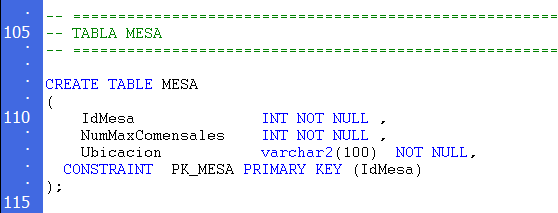 -- ======================================================
105 -- TABLA MESA
-- ======================================================
CREATE TABLE MESA
(
110 IdMesa INT NOT NULL ,
NumMaxComensales INT NOT NULL ,
Ubicacion varchar2(100) NOT NULL,
CONSTRAINT PK_MESA PRIMARY KEY (IdMesa)
);
115